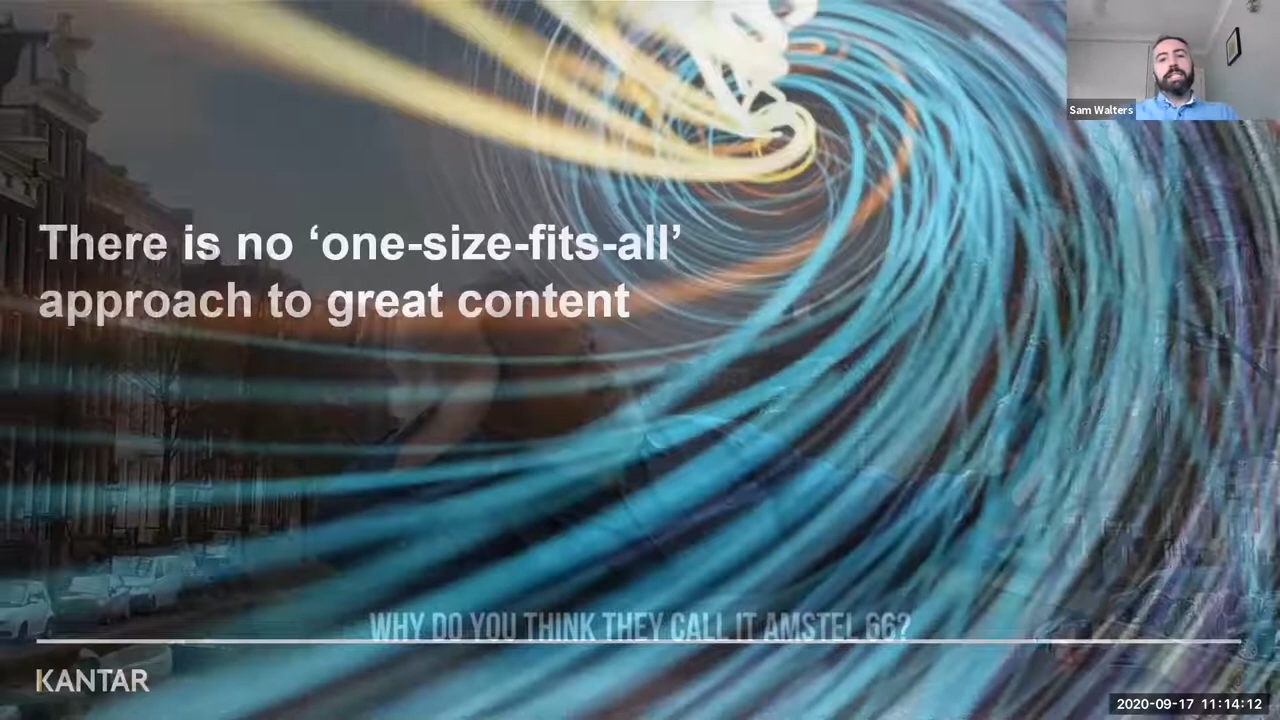 Sam Walters
There is no ‘one-size-fits-all’
approach to great content
WHY DO YOU THINK THEY CALL IT AMSTEL 66?
KANTAR
2020-09-17 11:14:12